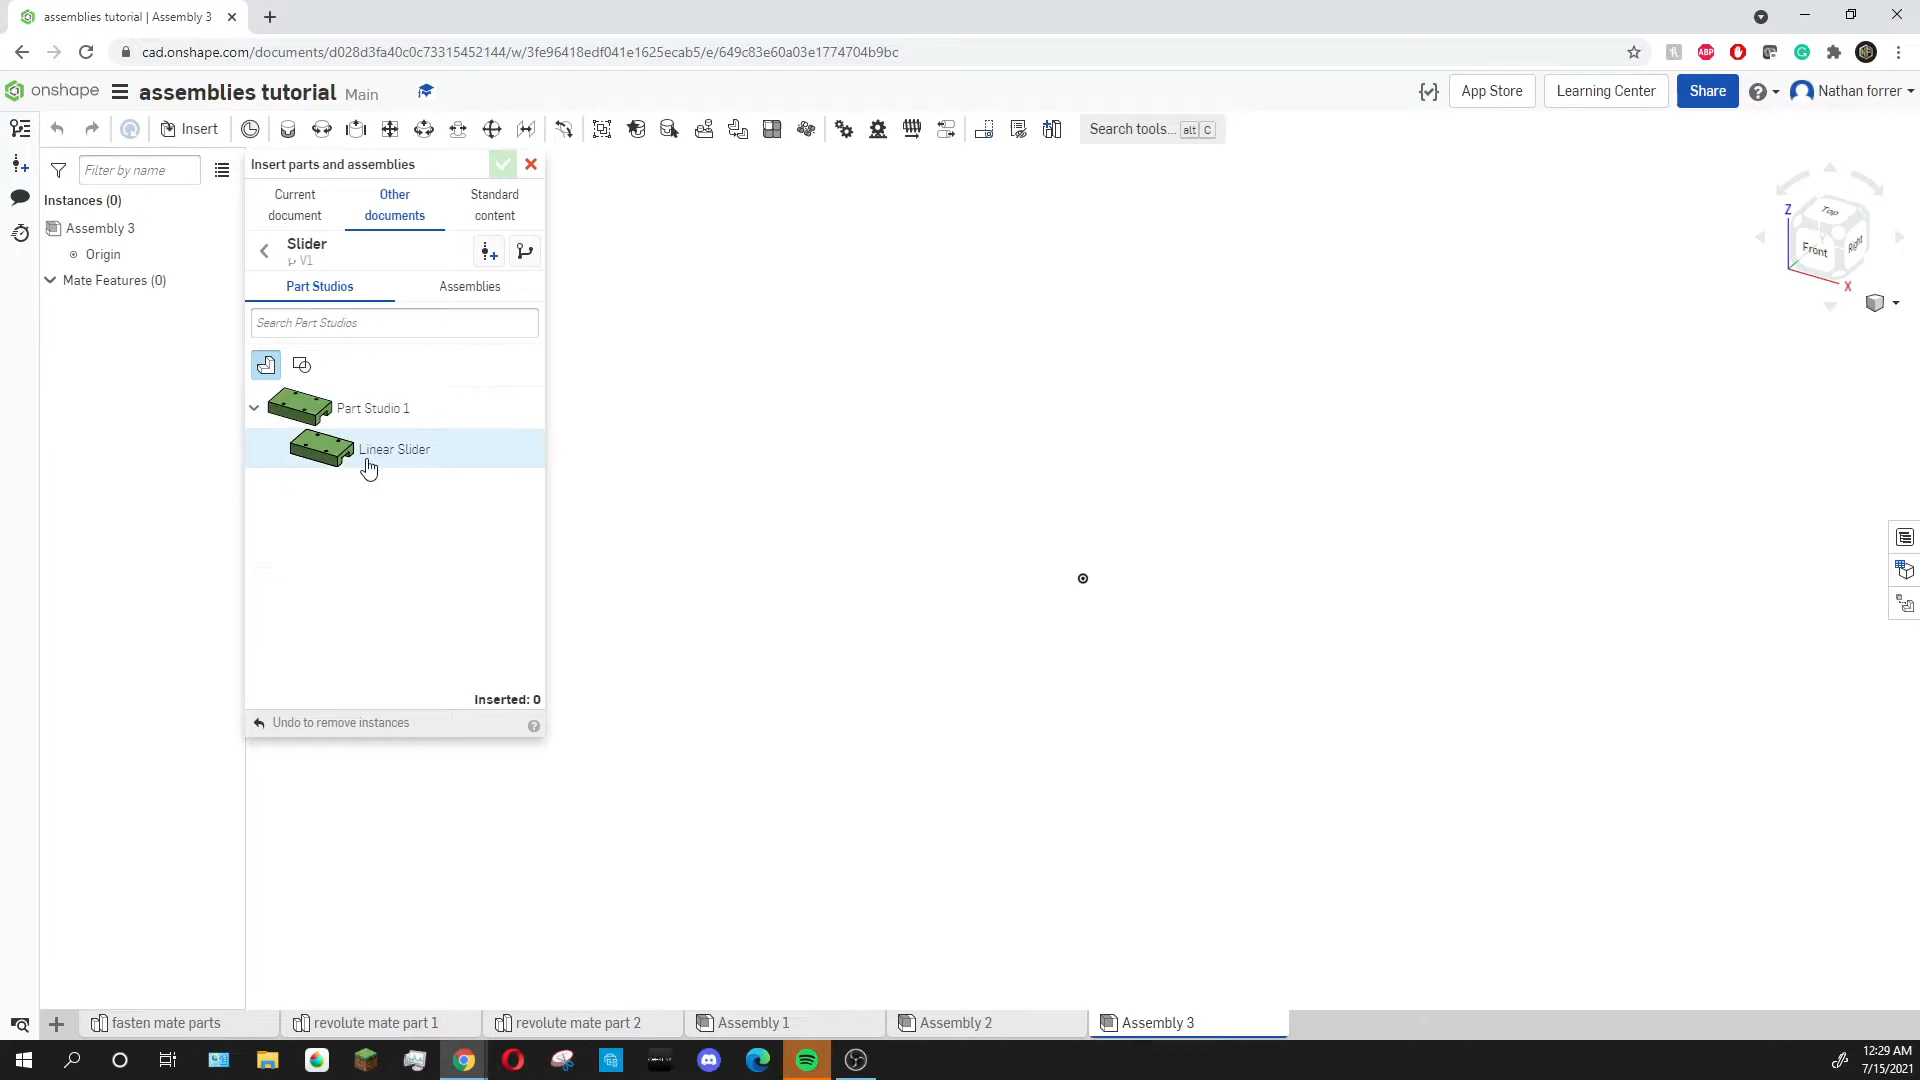 assemblies tutorial | Assembly 3
cad.onshape.com/documents/d028d3fa40c0c73315452144/w/3fe96418edf041e1625ecab5/e/649c83e60a03e1774704b9bc
ABP
onshape
assemblies tutorial Main
App Store
Learning Center
Share
Nathan forrer
Insert
Search tools... alt C
Filter by name
Instances (0)
Assembly 3
Origin
Mate Features (0)
Insert parts and assemblies
Current document
Other documents
Standard content
Slider
V1
Part Studios
Assemblies
Search Part Studios
Part Studio 1
Linear Slider
Inserted: 0
Undo to remove instances
Z
Top
Front
Right
X
fasten mate parts
revolute mate part 1
revolute mate part 2
Assembly 1
Assembly 2
Assembly 3
12:29 AM
7/15/2021